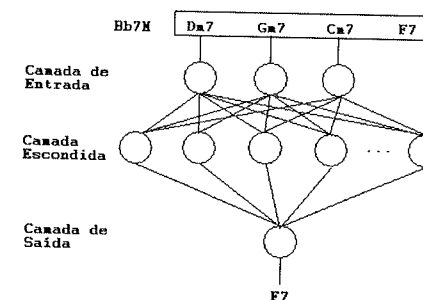 Bb7M Dm7 Gm7 Cm7 F7
Camada de
Entrada
Camada
Escondida
...
Camada de
Saída
F7